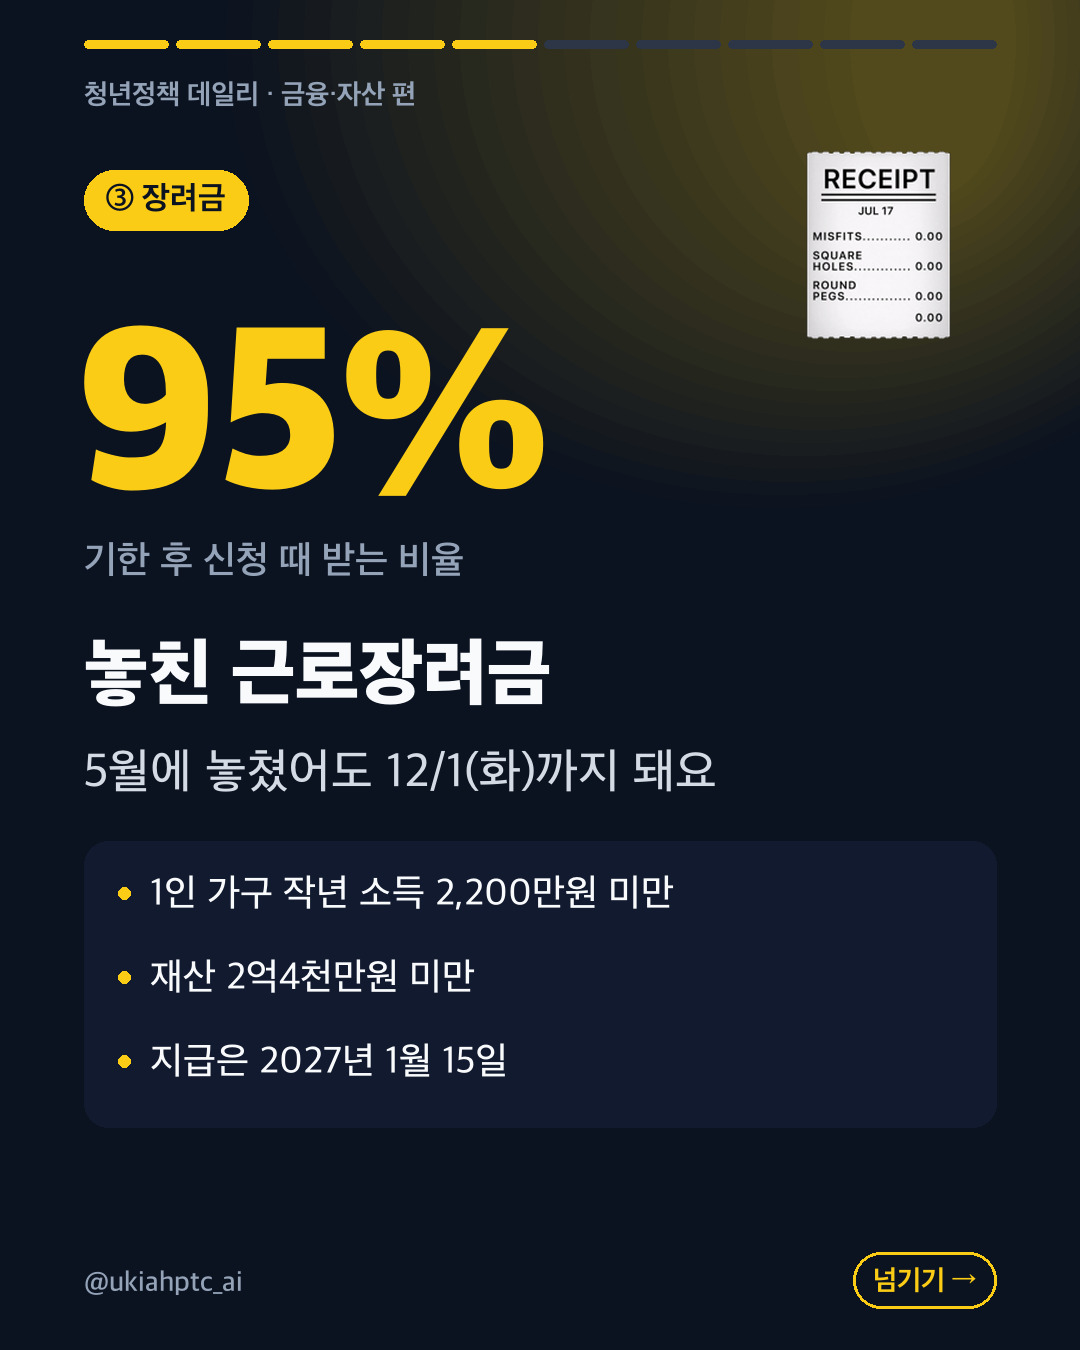 청년정책 데일리 · 금융·자산 편
③ 장려금
RECEIPT
JUL 17
MISFITS........... 0.00
SQUARE
HOLES............. 0.00
ROUND
PEGS............... 0.00
0.00
95%
기한 후 신청 때 받는 비율
놓친 근로장려금
5월에 놓쳤어도 12/1(화)까지 돼요
• 1인 가구 작년 소득 2,200만원 미만
• 재산 2억4천만원 미만
• 지급은 2027년 1월 15일
@ukiahptc_ai
넘기기 →